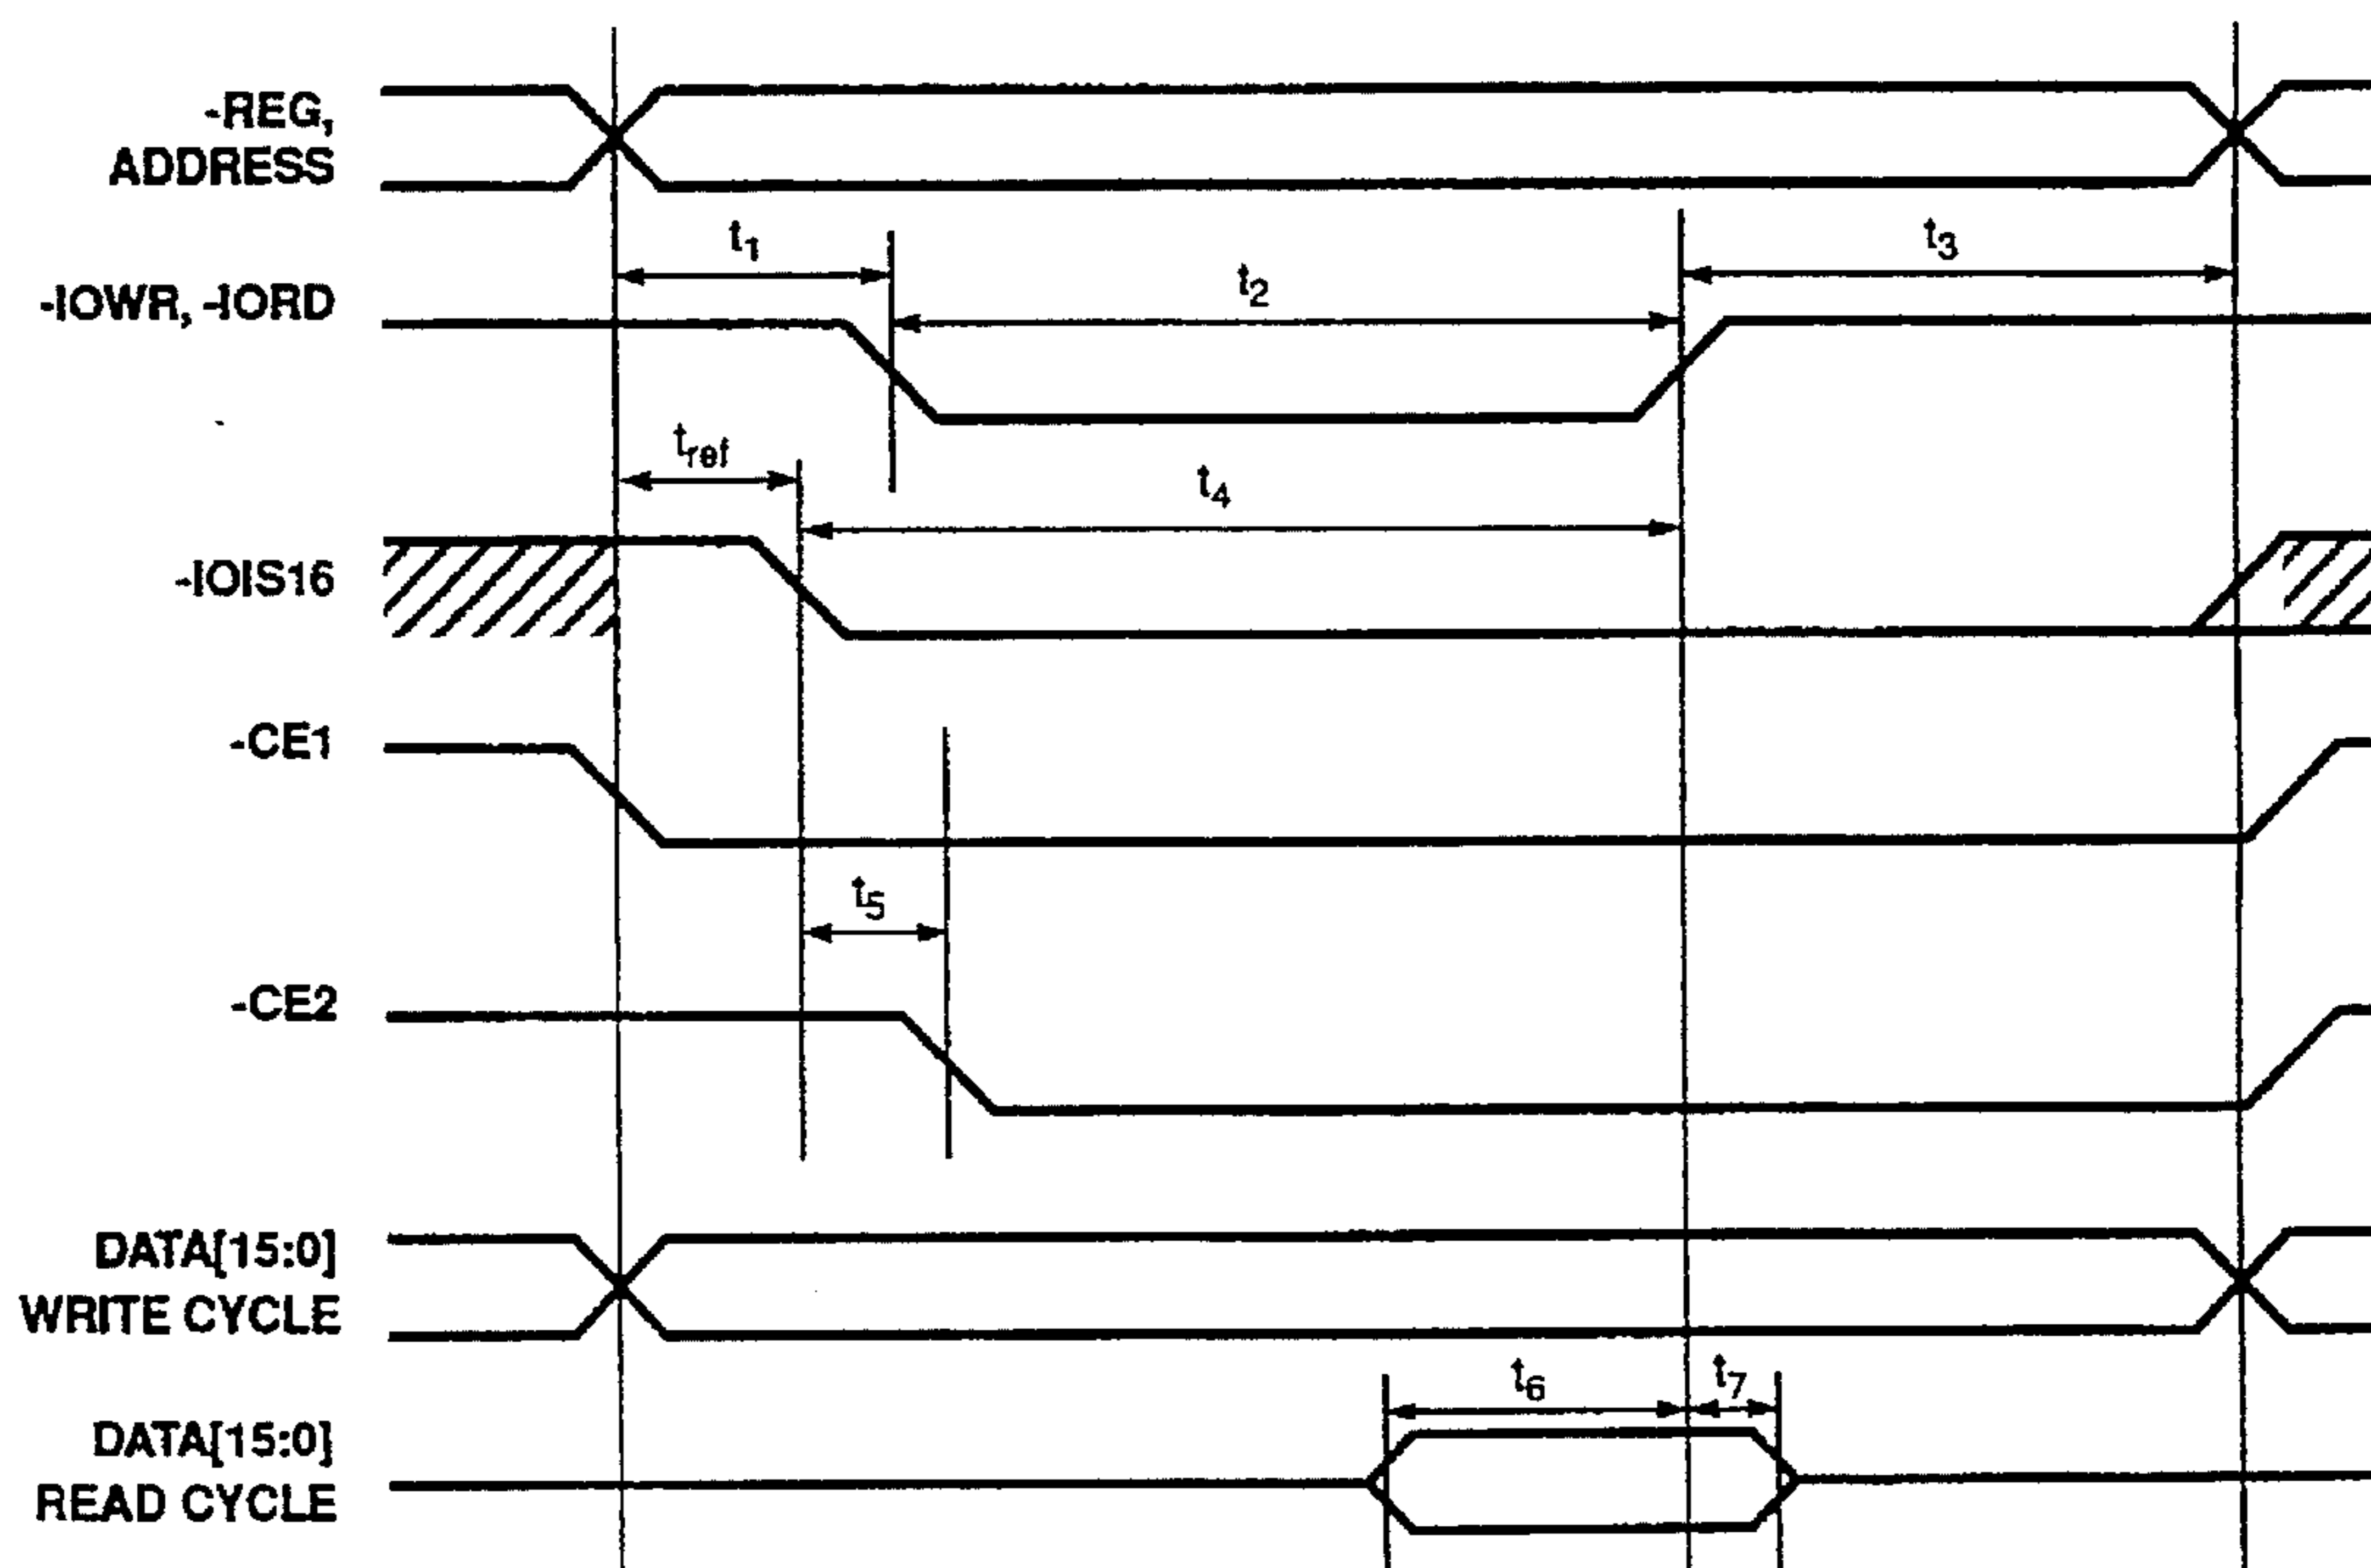 -REG,
ADDRESS
t1
t3
-IOWR, -IORD
t2
tref
t4
-IOIS16
-CE1
t5
-CE2
DATA[15:0]
WRITE CYCLE
t6
t7
DATA[15:0]
READ CYCLE